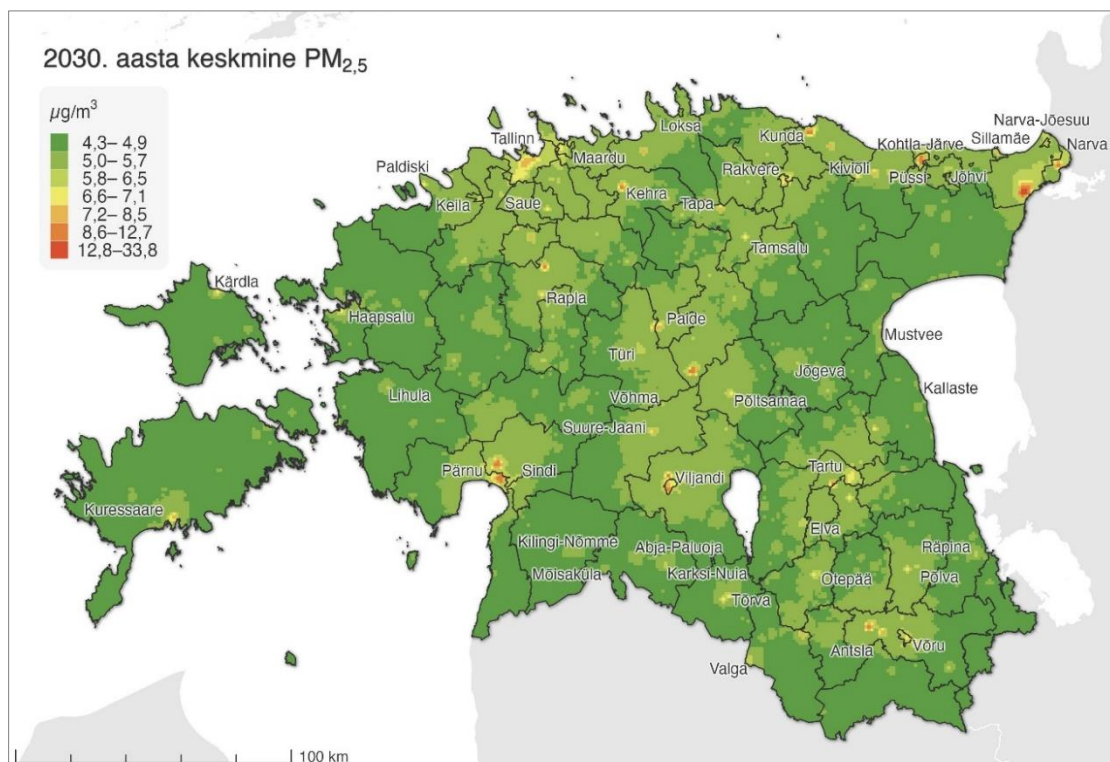 2030. aasta keskmine PM2,5
µg/m3
4,3– 4,9
5,0– 5,7
5,8– 6,5
6,6– 7,1
7,2– 8,5
8,6–12,7
12,8–33,8
Loksa
Narva-Jõesuu
Kunda
Tallinn
Kohtla-Järve
Sillamäe
Narva
Maardu
Paldiski
Rakvere
Kiviõli
Püssi
Jõhvi
Kehra
Keila
Saue
Tapa
Tamsalu
Kärdla
Rapla
Haapsalu
Paide
Mustvee
Türi
Jõgeva
Kallaste
Lihula
Võhma
Põltsamaa
Suure-Jaani
Pärnu
Sindi
Viljandi
Tartu
Kuressaare
Elva
Kilingi-Nõmme
Abja-Paluoja
Räpina
Mõisaküla
Karksi-Nuia
Otepää
Põlva
Tõrva
Antsla
Võru
Valga
100 km